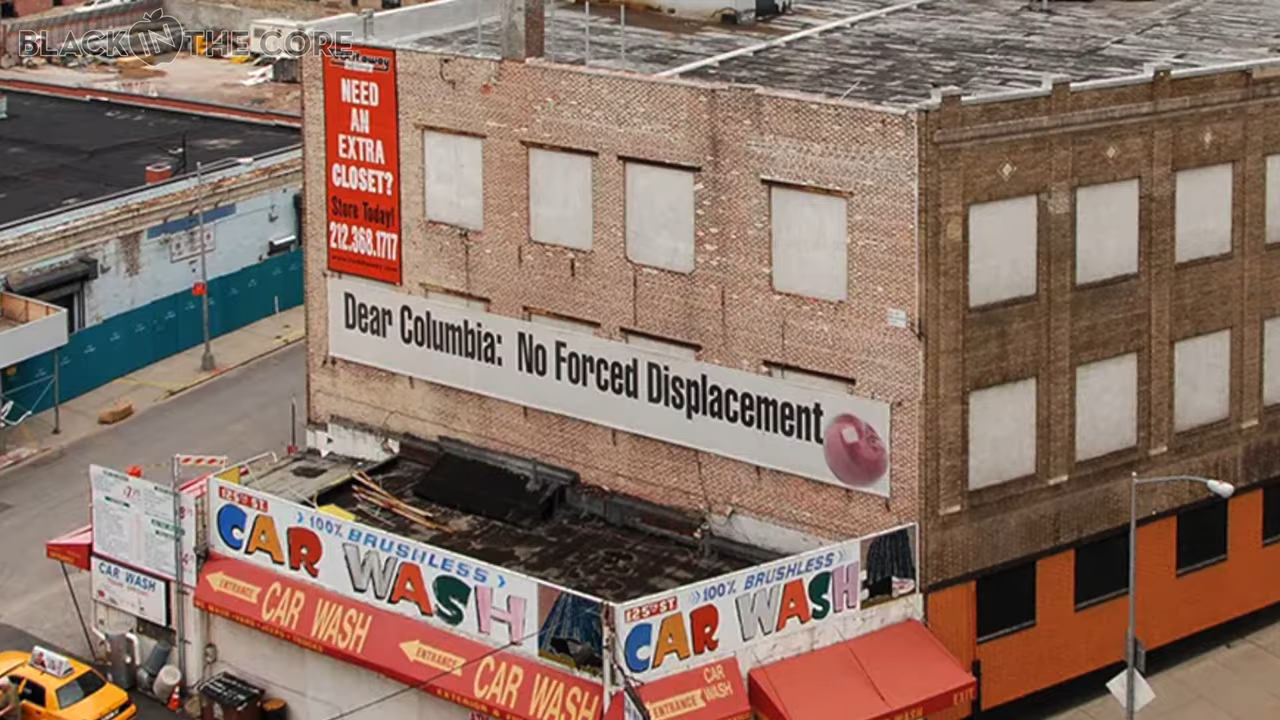 BLACK IN THE CORE
NEED
AN
EXTRA
CLOSET?
Store Today!
212.368.1717
Dear Columbia: No Forced Displacement
125TH ST.
100% BRUSHLESS
CAR WASH
ENTRANCE
CAR WASH
ENTRANCE
CAR WASH
125TH ST
100% BRUSHLESS
CAR WASH
ENTRANCE
CAR
WASH
EXIT
CAR WASH